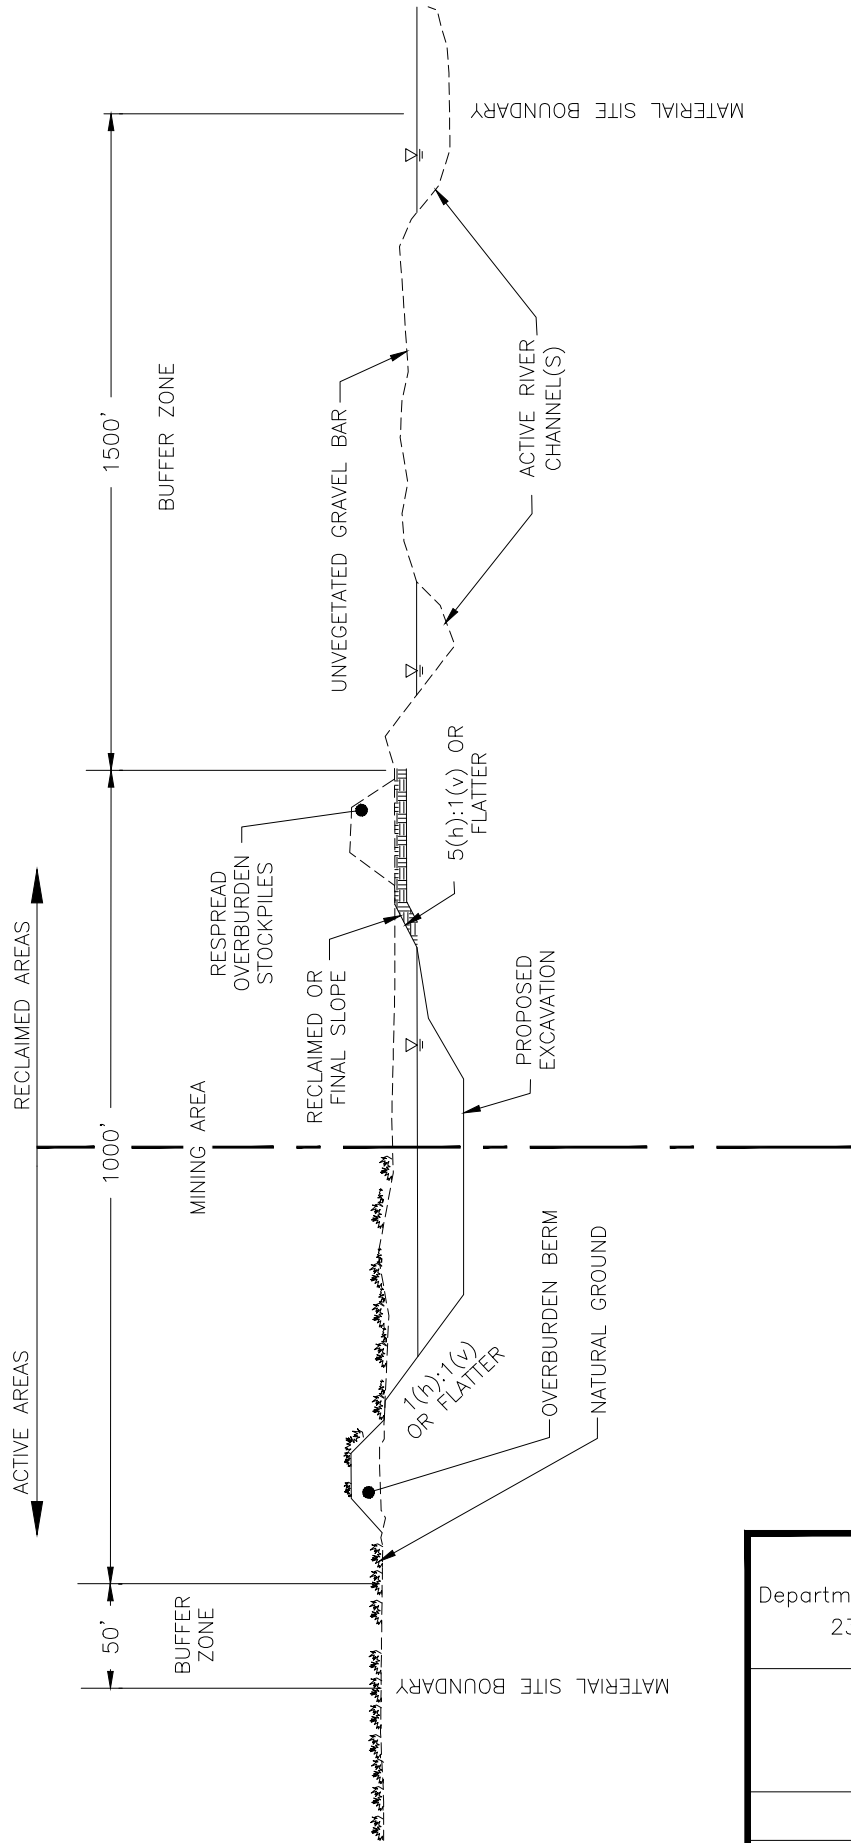 ACTIVE AREAS
RECLAIMED AREAS
50'
1000'
1500'
BUFFER
ZONE
MINING AREA
BUFFER ZONE
RESPREAD
OVERBURDEN
STOCKPILES
RECLAIMED OR
FINAL SLOPE
UNVEGETATED GRAVEL BAR
MATERIAL SITE BOUNDARY
1(h):1(v)
OR FLATTER
5(h):1(v) OR
FLATTER
MATERIAL SITE BOUNDARY
OVERBURDEN BERM
NATURAL GROUND
PROPOSED
EXCAVATION
ACTIVE RIVER
CHANNEL(S)